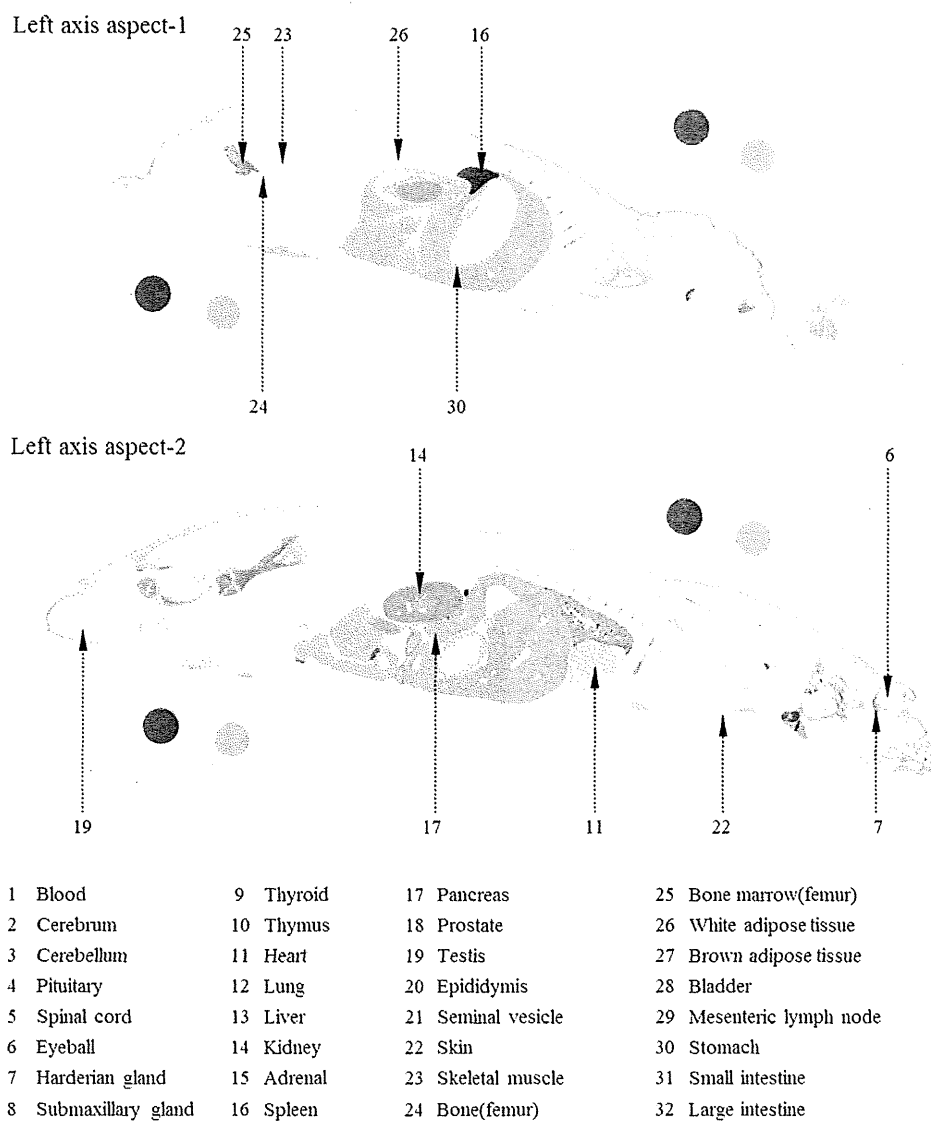 Left axis aspect-1
25 23 26 16
24 30
Left axis aspect-2
14 6
19 17 11 22 7
1 Blood 9 Thyroid 17 Pancreas 25 Bone marrow(femur)
2 Cerebrum 10 Thymus 18 Prostate 26 White adipose tissue
3 Cerebellum 11 Heart 19 Testis 27 Brown adipose tissue
4 Pituitary 12 Lung 20 Epididymis 28 Bladder
5 Spinal cord 13 Liver 21 Seminal vesicle 29 Mesenteric lymph node
6 Eyeball 14 Kidney 22 Skin 30 Stomach
7 Harderian gland 15 Adrenal 23 Skeletal muscle 31 Small intestine
8 Submaxillary gland 16 Spleen 24 Bone(femur) 32 Large intestine